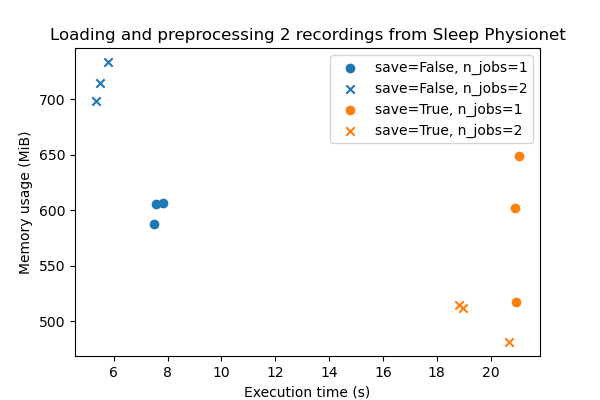 Loading and preprocessing 2 recordings from Sleep Physionet
save=False, n_jobs=1
save=False, n_jobs=2
save=True, n_jobs=1
save=True, n_jobs=2
Memory usage (MiB)
700
650
600
550
500
6 8 10 12 14 16 18 20
Execution time (s)